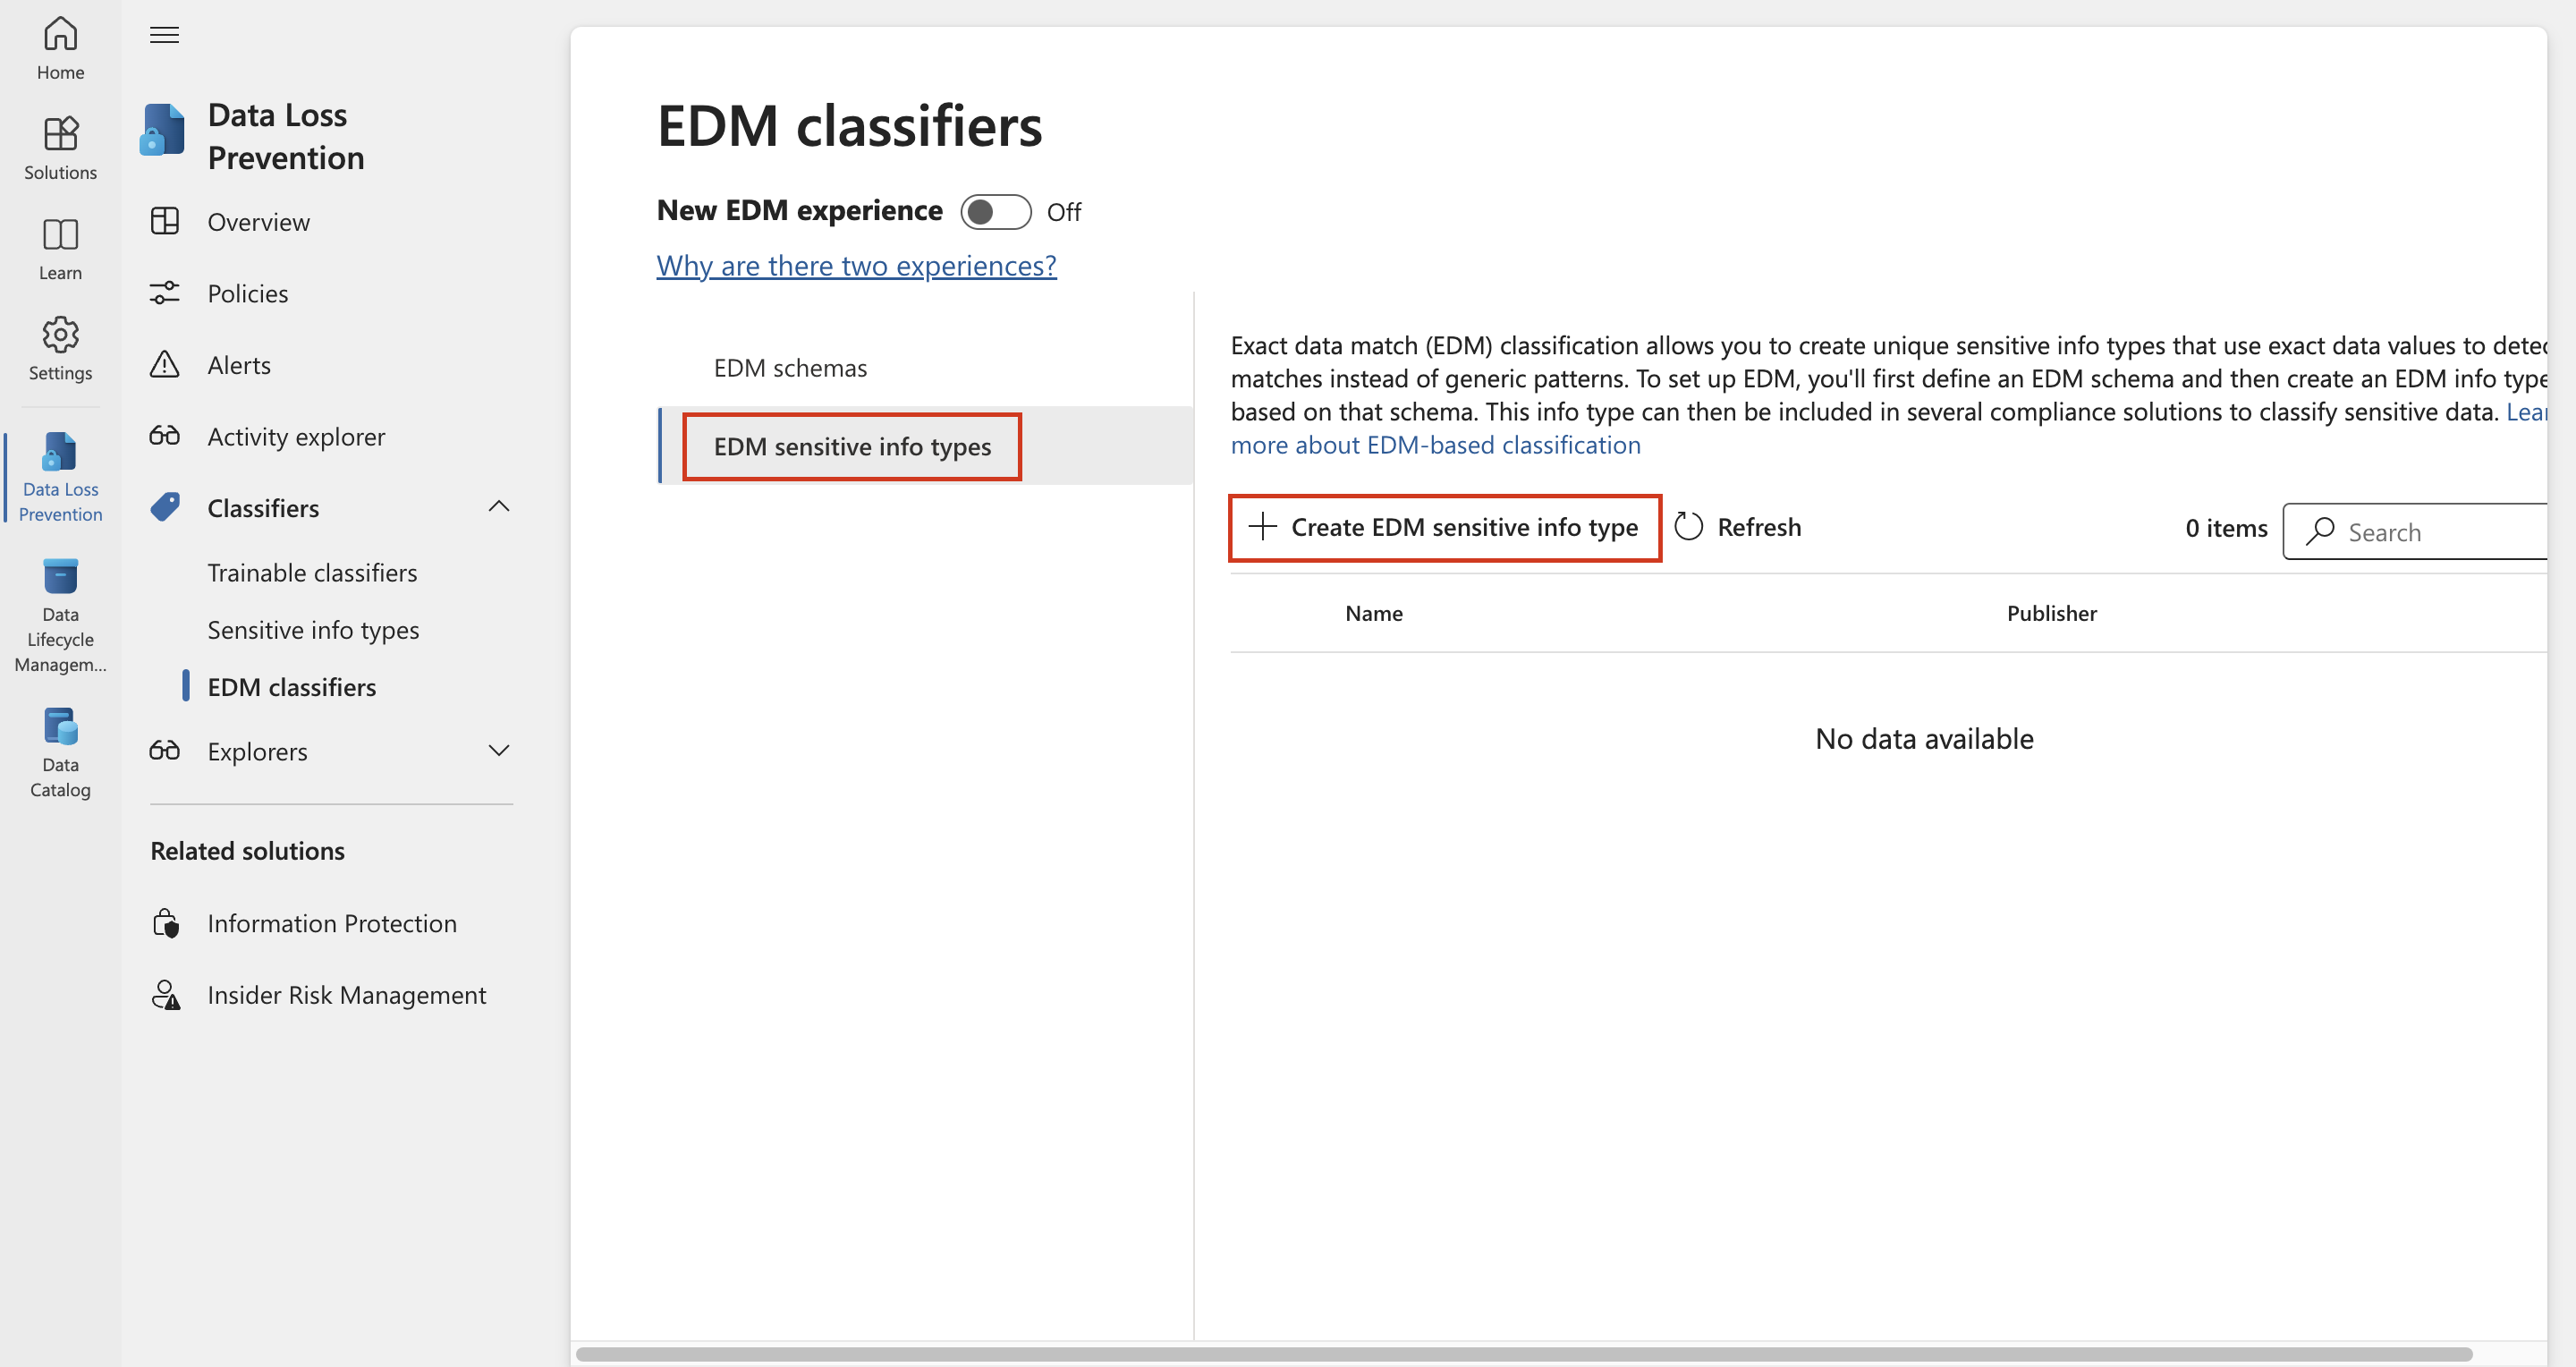 Home
Solutions
Learn
Settings
Data Loss
Prevention
Data
Lifecycle
Managem...
Data
Catalog
Data Loss
Prevention
Overview
Policies
Alerts
Activity explorer
Classifiers
Trainable classifiers
Sensitive info types
EDM classifiers
Explorers
Related solutions
Information Protection
Insider Risk Management
EDM classifiers
New EDM experience Off
Why are there two experiences?
EDM schemas
EDM sensitive info types
Exact data match (EDM) classification allows you to create unique sensitive info types that use exact data values to detec
matches instead of generic patterns. To set up EDM, you'll first define an EDM schema and then create an EDM info type
based on that schema. This info type can then be included in several compliance solutions to classify sensitive data. Lear
more about EDM-based classification
Create EDM sensitive info type Refresh 0 items Search
Name Publisher
No data available